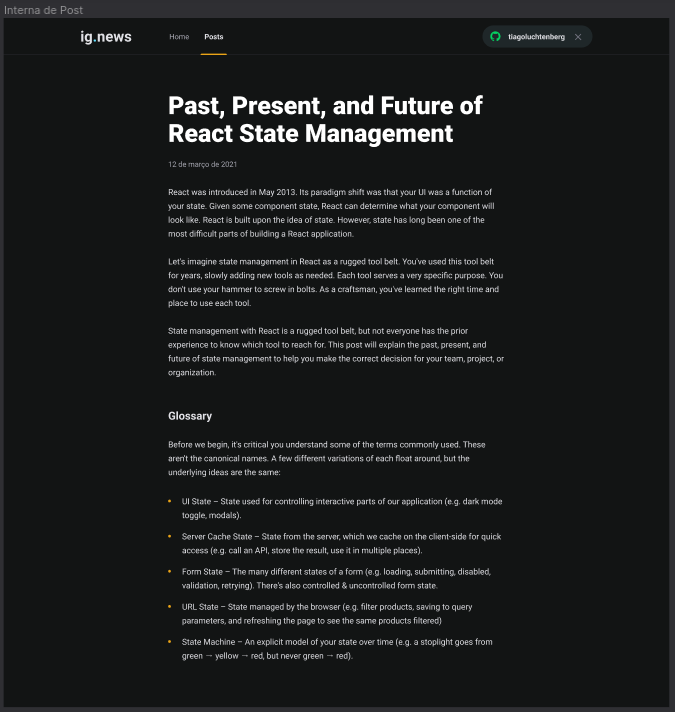 Interna de Post
ig.news
Home
Posts
tiagoluchtenberg
Past, Present, and Future of
React State Management
12 de março de 2021
React was introduced in May 2013. Its paradigm shift was that your UI was a function of
your state. Given some component state, React can determine what your component will
look like. React is built upon the idea of state. However, state has long been one of the
most difficult parts of building a React application.
Let's imagine state management in React as a rugged tool belt. You've used this tool belt
for years, slowly adding new tools as needed. Each tool serves a very specific purpose. You
don't use your hammer to screw in bolts. As a craftsman, you've learned the right time and
place to use each tool.
State management with React is a rugged tool belt, but not everyone has the prior
experience to know which tool to reach for. This post will explain the past, present, and
future of state management to help you make the correct decision for your team, project, or
organization.
Glossary
Before we begin, it's critical you understand some of the terms commonly used. These
aren't the canonical names. A few different variations of each float around, but the
underlying ideas are the same:
• UI State – State used for controlling interactive parts of our application (e.g. dark mode
toggle, modals).
• Server Cache State – State from the server, which we cache on the client-side for quick
access (e.g. call an API, store the result, use it in multiple places).
• Form State – The many different states of a form (e.g. loading, submitting, disabled,
validation, retrying). There's also controlled & uncontrolled form state.
• URL State – State managed by the browser (e.g. filter products, saving to query
parameters, and refreshing the page to see the same products filtered)
• State Machine – An explicit model of your state over time (e.g. a stoplight goes from
green → yellow → red, but never green → red).